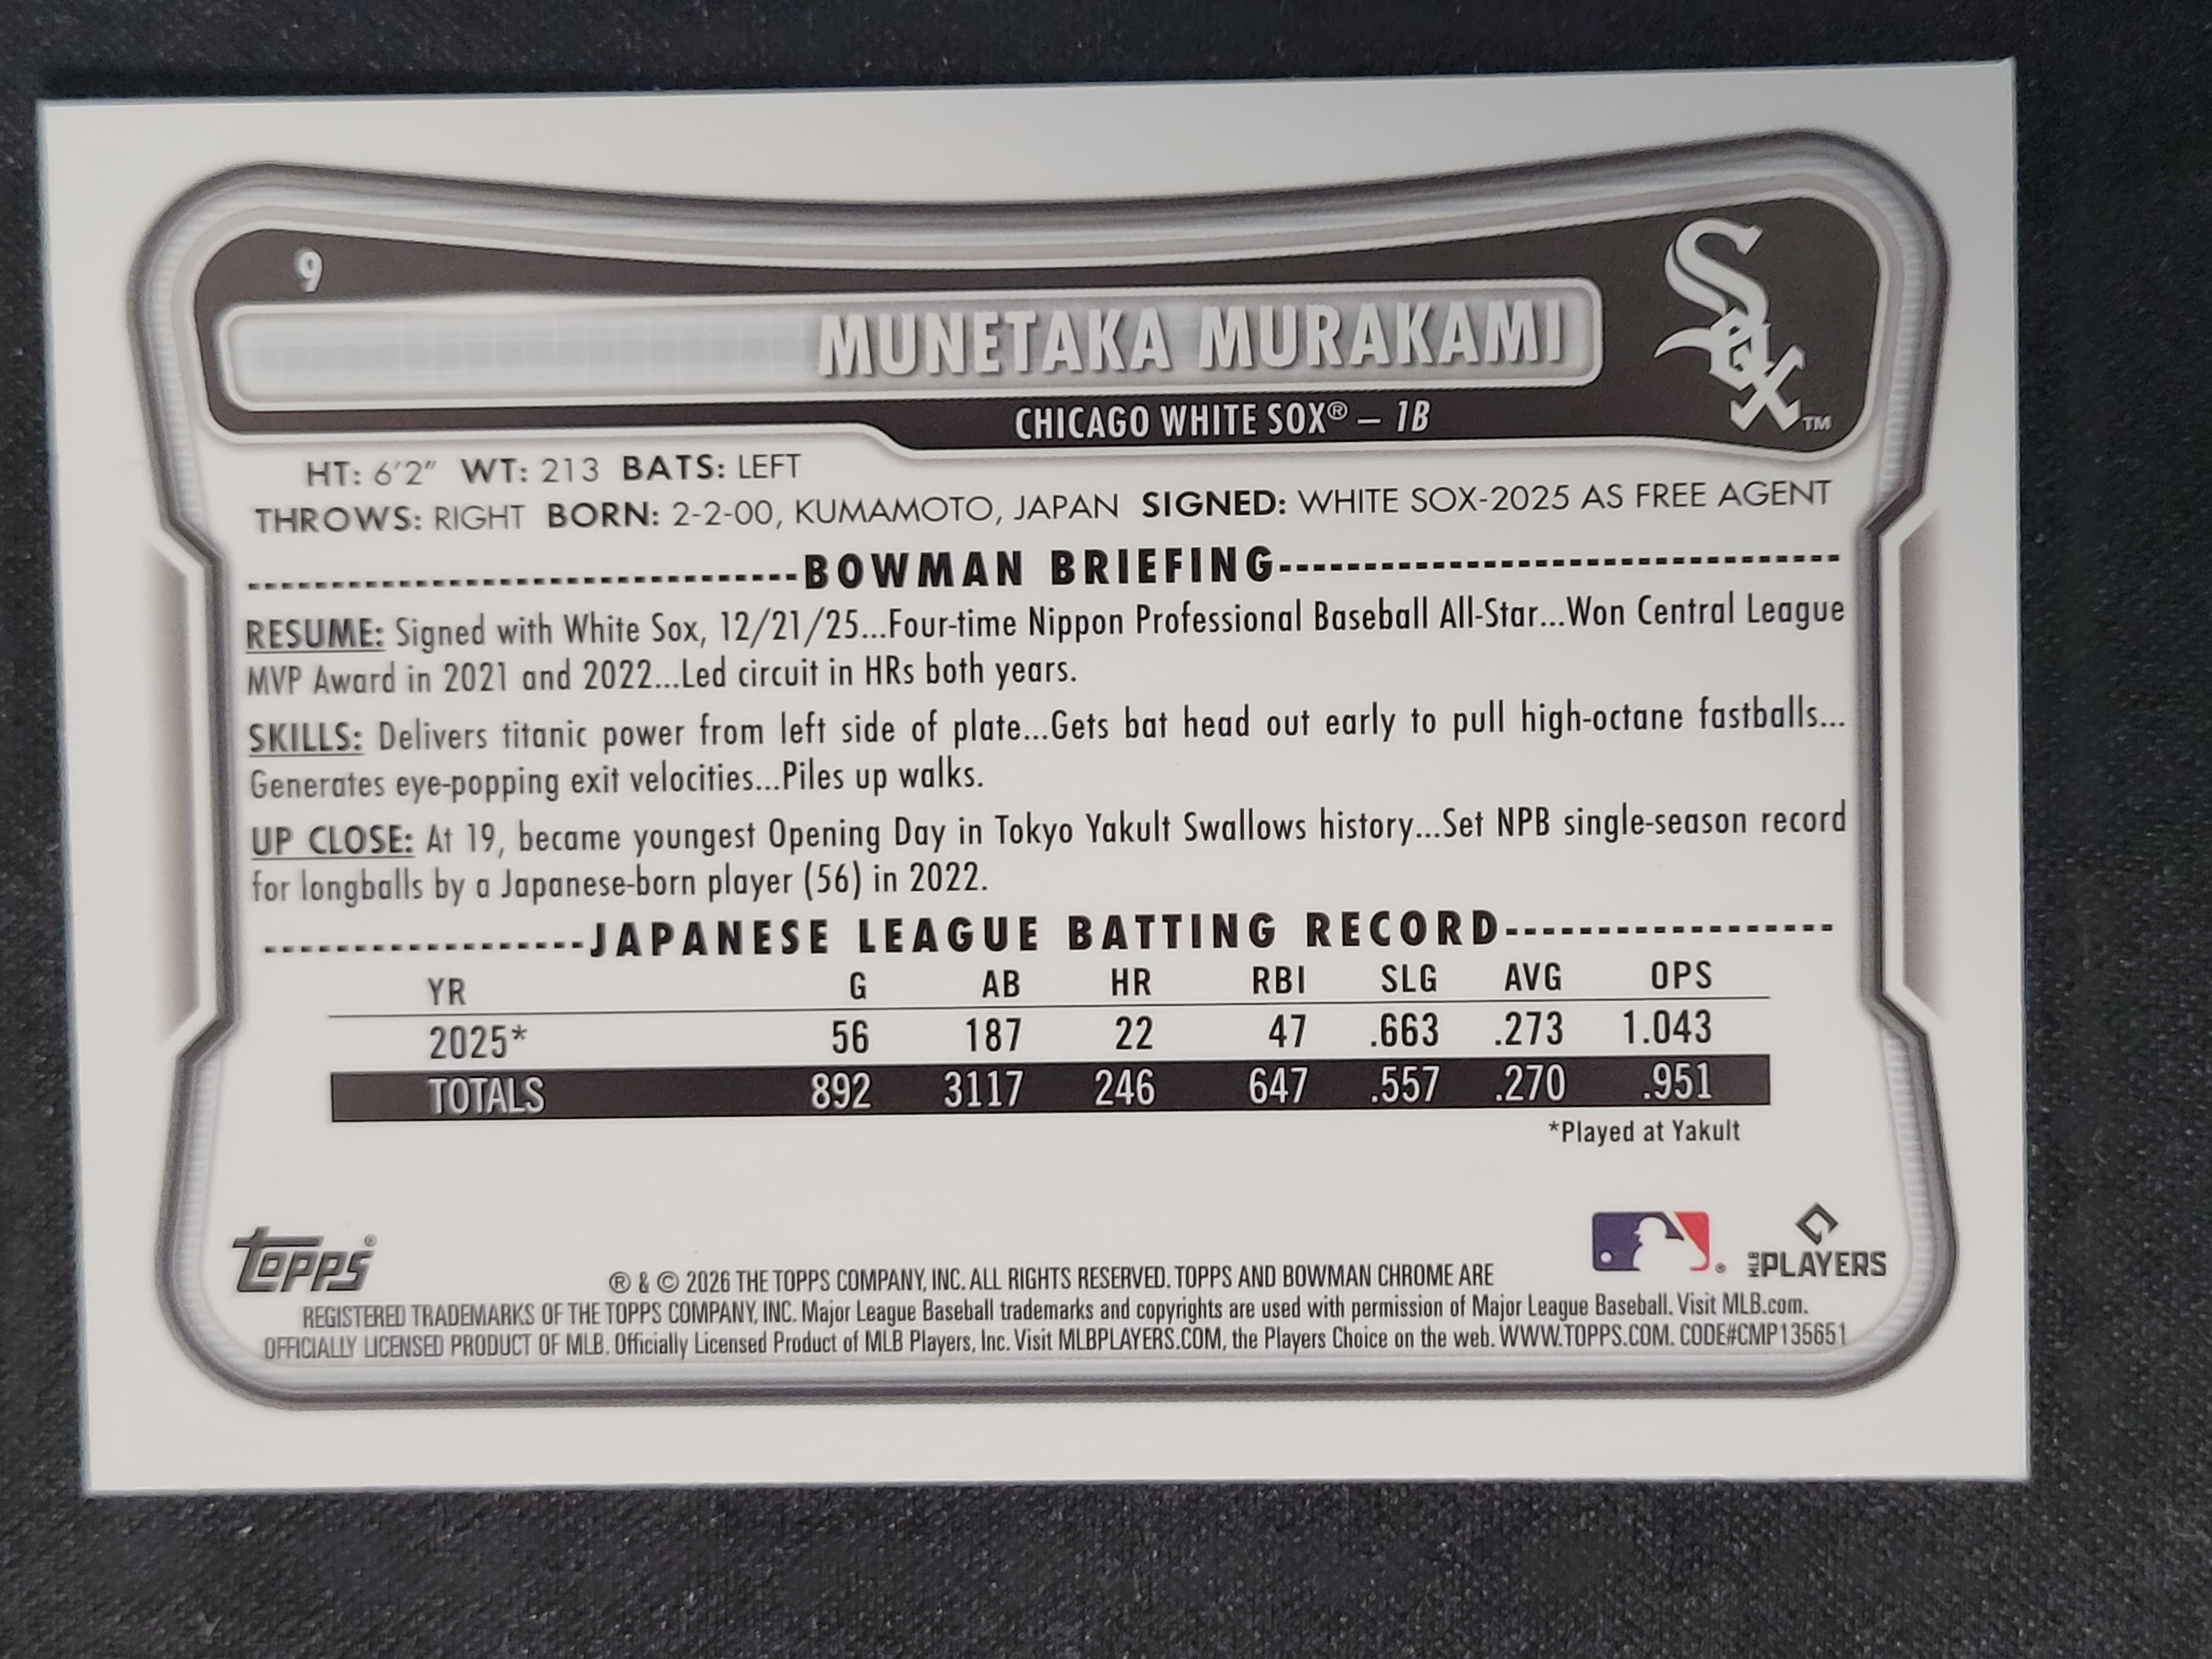 9
MUNETAKA MURAKAMI
CHICAGO WHITE SOX® – 1B
Sox™
HT: 6'2" WT: 213 BATS: LEFT
THROWS: RIGHT BORN: 2-2-00, KUMAMOTO, JAPAN SIGNED: WHITE SOX-2025 AS FREE AGENT
BOWMAN BRIEFING
RESUME: Signed with White Sox, 12/21/25...Four-time Nippon Professional Baseball All-Star...Won Central League
MVP Award in 2021 and 2022...Led circuit in HRs both years.
SKILLS: Delivers titanic power from left side of plate...Gets bat head out early to pull high-octane fastballs...
Generates eye-popping exit velocities...Piles up walks.
UP CLOSE: At 19, became youngest Opening Day in Tokyo Yakult Swallows history...Set NPB single-season record
for longballs by a Japanese-born player (56) in 2022.
JAPANESE LEAGUE BATTING RECORD
YR G AB HR RBI SLG AVG OPS
2025* 56 187 22 47 .663 .273 1.043
TOTALS 892 3117 246 647 .557 .270 .951
*Played at Yakult
topps®
® & © 2026 THE TOPPS COMPANY, INC. ALL RIGHTS RESERVED. TOPPS AND BOWMAN CHROME ARE
REGISTERED TRADEMARKS OF THE TOPPS COMPANY, INC. Major League Baseball trademarks and copyrights are used with permission of Major League Baseball. Visit MLB.com.
OFFICIALLY LICENSED PRODUCT OF MLB. Officially Licensed Product of MLB Players, Inc. Visit MLBPLAYERS.COM, the Players Choice on the web. WWW.TOPPS.COM. CODE#CMP135651
®
MLB PLAYERS